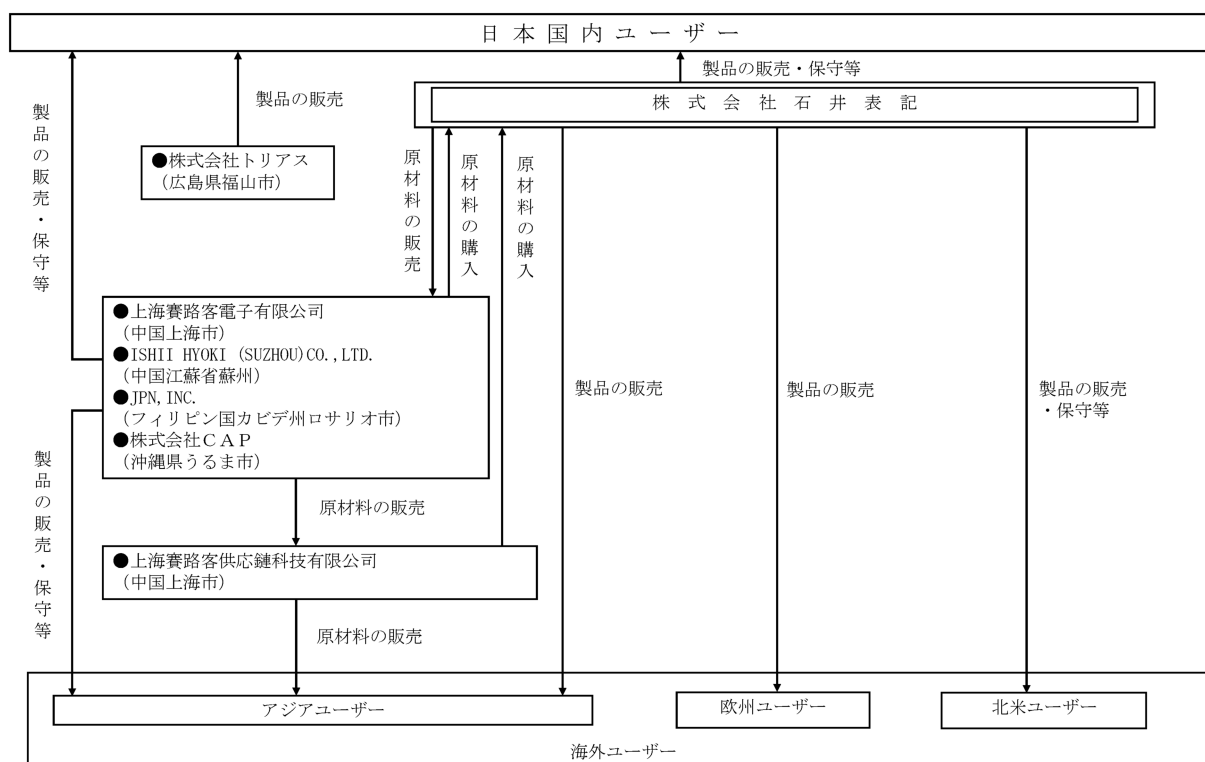 日本国内ユーザー
製品の販売・保守等
株式会社石井表記
製品の販売
製品の販売・保守等
●株式会社トリアス
(広島県福山市)
原材料の販売
原材料の購入
原材料の購入
●上海賽路客電子有限公司
(中国上海市)
●ISHII HYOKI (SUZHOU)CO.,LTD.
(中国江蘇省蘇州)
●JPN,INC.
(フィリピン国カビデ州ロサリオ市)
●株式会社CAP
(沖縄県うるま市)
製品の販売
製品の販売
製品の販売
・保守等
製品の販売・保守等
原材料の販売
●上海賽路客供応鏈科技有限公司
(中国上海市)
原材料の販売
アジアユーザー
欧州ユーザー
北米ユーザー
海外ユーザー